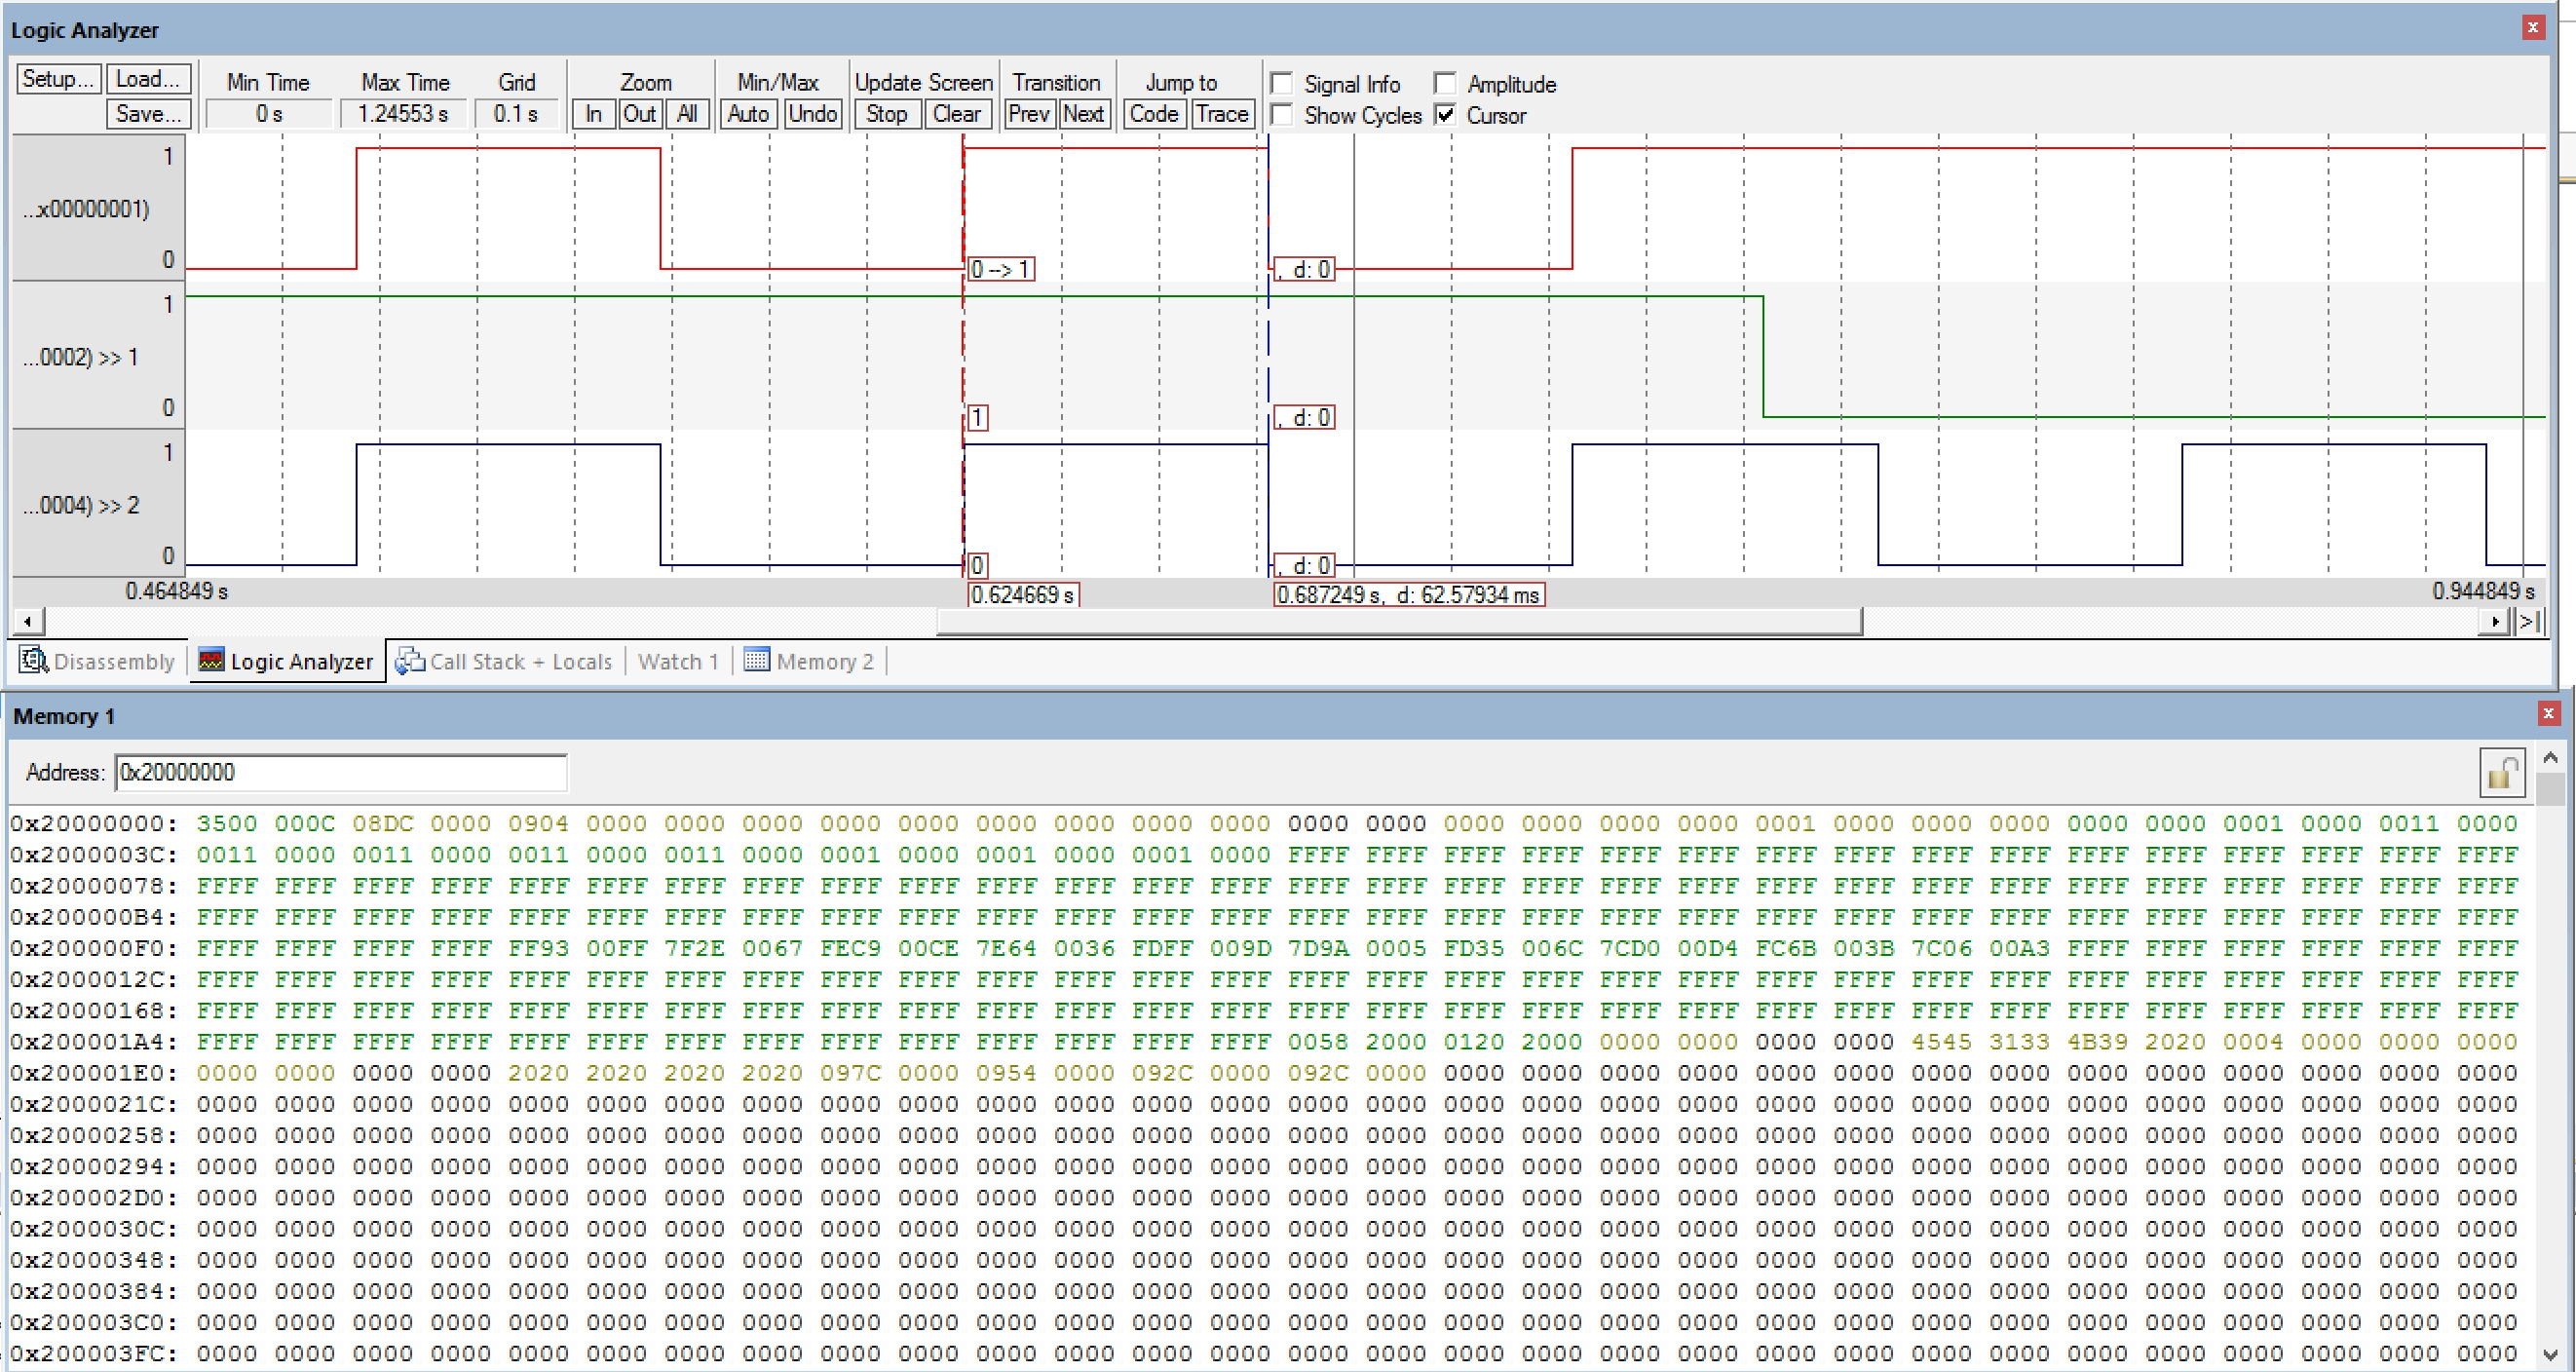 Logic Analyzer
Setup... Load... Min Time Max Time Grid Zoom Min/Max Update Screen Transition Jump to Signal Info Amplitude
Save... 0 s 1.24553 s 0.1 s In Out All Auto Undo Stop Clear Prev Next Code Trace Show Cycles Cursor
1
...x00000001)
0 0 --> 1 , d: 0
1
...0002) >> 1
0 1 , d: 0
1
...0004) >> 2
0 0 , d: 0
0.464849 s 0.624669 s 0.687249 s, d: 62.57934 ms 0.944849 s
Disassembly Logic Analyzer Call Stack + Locals Watch 1 Memory 2
Memory 1
Address: 0x20000000
0x20000000: 3500 000C 08DC 0000 0904 0000 0000 0000 0000 0000 0000 0000 0000 0000 0000 0000 0000 0000 0000 0000 0001 0000 0000 0000 0000 0000 0001 0000 0011 0000
0x2000003C: 0011 0000 0011 0000 0011 0000 0011 0000 0001 0000 0001 0000 0001 0000 FFFF FFFF FFFF FFFF FFFF FFFF FFFF FFFF FFFF FFFF FFFF FFFF FFFF FFFF FFFF FFFF
0x20000078: FFFF FFFF FFFF FFFF FFFF FFFF FFFF FFFF FFFF FFFF FFFF FFFF FFFF FFFF FFFF FFFF FFFF FFFF FFFF FFFF FFFF FFFF FFFF FFFF FFFF FFFF FFFF FFFF FFFF FFFF
0x200000B4: FFFF FFFF FFFF FFFF FFFF FFFF FFFF FFFF FFFF FFFF FFFF FFFF FFFF FFFF FFFF FFFF FFFF FFFF FFFF FFFF FFFF FFFF FFFF FFFF FFFF FFFF FFFF FFFF FFFF FFFF
0x200000F0: FFFF FFFF FFFF FFFF FF93 00FF 7F2E 0067 FEC9 00CE 7E64 0036 FDFF 009D 7D9A 0005 FD35 006C 7CD0 00D4 FC6B 003B 7C06 00A3 FFFF FFFF FFFF FFFF FFFF FFFF
0x2000012C: FFFF FFFF FFFF FFFF FFFF FFFF FFFF FFFF FFFF FFFF FFFF FFFF FFFF FFFF FFFF FFFF FFFF FFFF FFFF FFFF FFFF FFFF FFFF FFFF FFFF FFFF FFFF FFFF FFFF FFFF
0x20000168: FFFF FFFF FFFF FFFF FFFF FFFF FFFF FFFF FFFF FFFF FFFF FFFF FFFF FFFF FFFF FFFF FFFF FFFF FFFF FFFF FFFF FFFF FFFF FFFF FFFF FFFF FFFF FFFF FFFF FFFF
0x200001A4: FFFF FFFF FFFF FFFF FFFF FFFF FFFF FFFF FFFF FFFF FFFF FFFF FFFF FFFF 0058 2000 0120 2000 0000 0000 0000 0000 4545 3133 4B39 2020 0004 0000 0000 0000
0x200001E0: 0000 0000 0000 0000 2020 2020 2020 2020 097C 0000 0954 0000 092C 0000 092C 0000 0000 0000 0000 0000 0000 0000 0000 0000 0000 0000 0000 0000 0000 0000
0x2000021C: 0000 0000 0000 0000 0000 0000 0000 0000 0000 0000 0000 0000 0000 0000 0000 0000 0000 0000 0000 0000 0000 0000 0000 0000 0000 0000 0000 0000 0000 0000
0x20000258: 0000 0000 0000 0000 0000 0000 0000 0000 0000 0000 0000 0000 0000 0000 0000 0000 0000 0000 0000 0000 0000 0000 0000 0000 0000 0000 0000 0000 0000 0000
0x20000294: 0000 0000 0000 0000 0000 0000 0000 0000 0000 0000 0000 0000 0000 0000 0000 0000 0000 0000 0000 0000 0000 0000 0000 0000 0000 0000 0000 0000 0000 0000
0x200002D0: 0000 0000 0000 0000 0000 0000 0000 0000 0000 0000 0000 0000 0000 0000 0000 0000 0000 0000 0000 0000 0000 0000 0000 0000 0000 0000 0000 0000 0000 0000
0x2000030C: 0000 0000 0000 0000 0000 0000 0000 0000 0000 0000 0000 0000 0000 0000 0000 0000 0000 0000 0000 0000 0000 0000 0000 0000 0000 0000 0000 0000 0000 0000
0x20000348: 0000 0000 0000 0000 0000 0000 0000 0000 0000 0000 0000 0000 0000 0000 0000 0000 0000 0000 0000 0000 0000 0000 0000 0000 0000 0000 0000 0000 0000 0000
0x20000384: 0000 0000 0000 0000 0000 0000 0000 0000 0000 0000 0000 0000 0000 0000 0000 0000 0000 0000 0000 0000 0000 0000 0000 0000 0000 0000 0000 0000 0000 0000
0x200003C0: 0000 0000 0000 0000 0000 0000 0000 0000 0000 0000 0000 0000 0000 0000 0000 0000 0000 0000 0000 0000 0000 0000 0000 0000 0000 0000 0000 0000 0000 0000
0x200003FC: 0000 0000 0000 0000 0000 0000 0000 0000 0000 0000 0000 0000 0000 0000 0000 0000 0000 0000 0000 0000 0000 0000 0000 0000 0000 0000 0000 0000 0000 0000